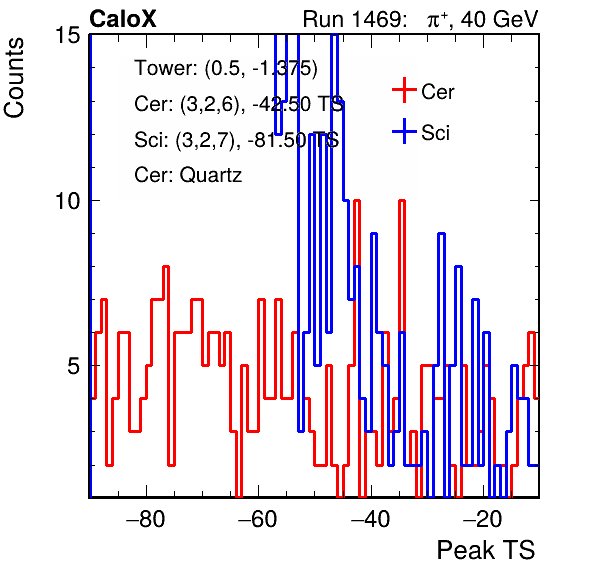 CaloX Run 1469: π⁺, 40 GeV
Counts
15
Tower: (0.5, -1.375)
Cer: (3,2,6), -42.50 TS
Sci: (3,2,7), -81.50 TS
Cer: Quartz
Cer
Sci
10
5
−80 −60 −40 −20
Peak TS